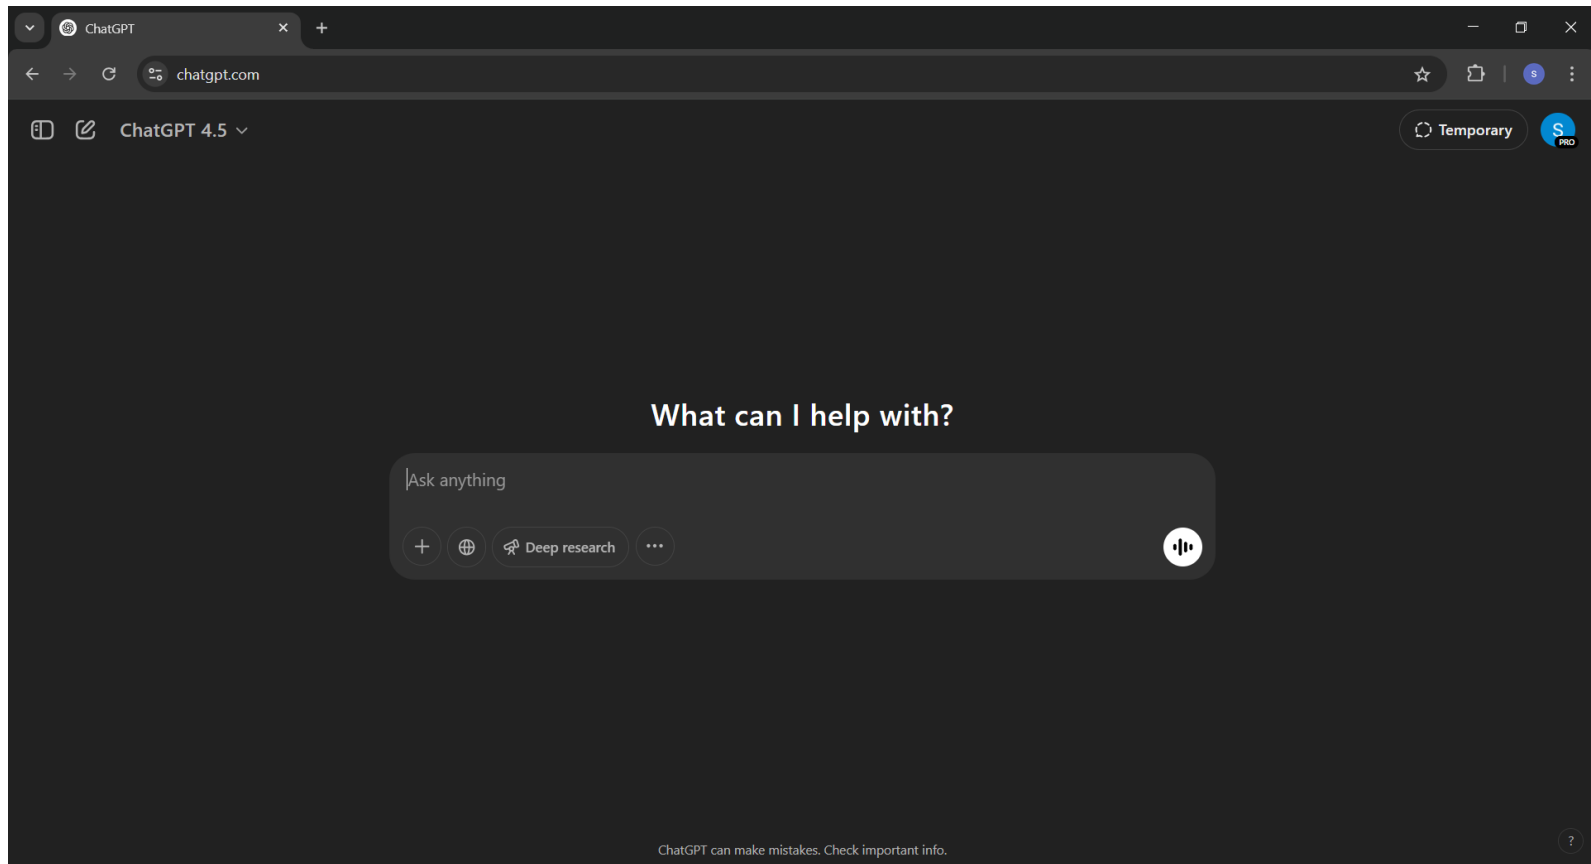 ChatGPT
chatgpt.com
S
ChatGPT 4.5
Temporary
S
PRO
What can I help with?
Ask anything
Deep research
ChatGPT can make mistakes. Check important info.
?